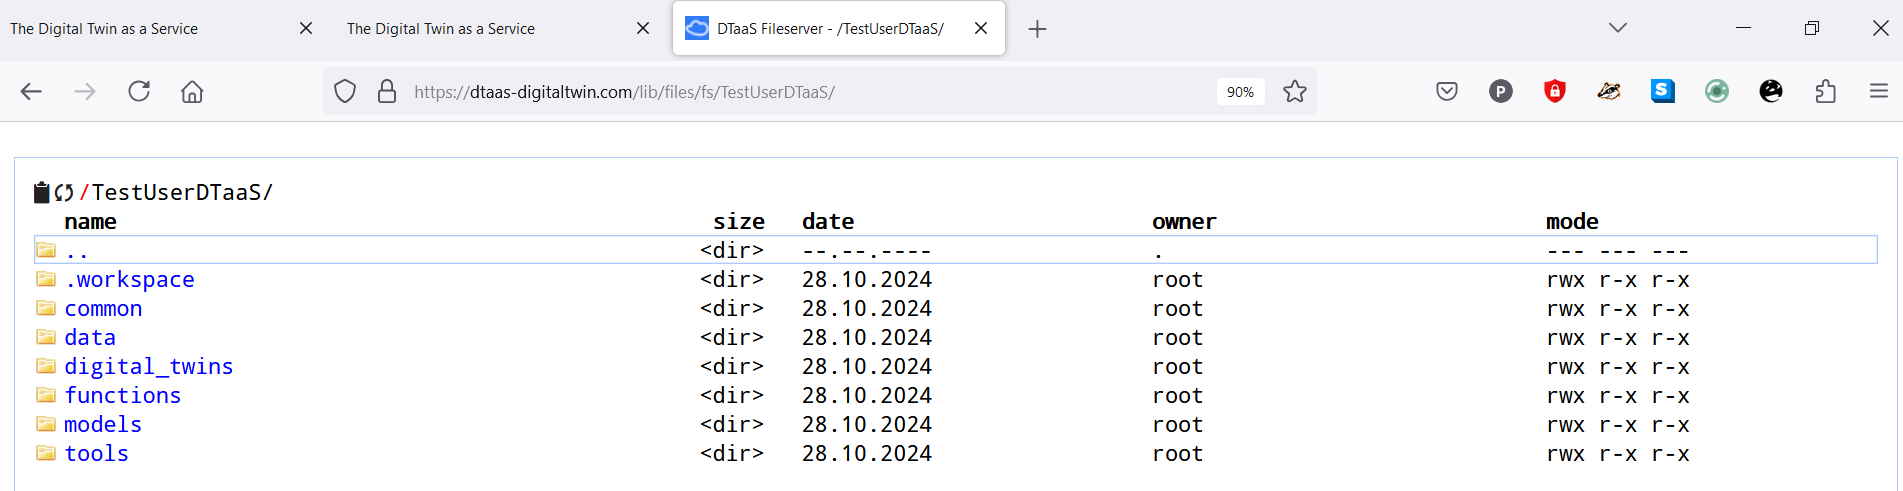 The Digital Twin as a Service
The Digital Twin as a Service
DTaaS Fileserver - /TestUserDTaaS/
https://dtaas-digitaltwin.com/lib/files/fs/TestUserDTaaS/ 90% P S
/TestUserDTaaS/
name size date owner mode
.. <dir> --.--.---- . --- --- ---
.workspace <dir> 28.10.2024 root rwx r-x r-x
common <dir> 28.10.2024 root rwx r-x r-x
data <dir> 28.10.2024 root rwx r-x r-x
digital_twins <dir> 28.10.2024 root rwx r-x r-x
functions <dir> 28.10.2024 root rwx r-x r-x
models <dir> 28.10.2024 root rwx r-x r-x
tools <dir> 28.10.2024 root rwx r-x r-x